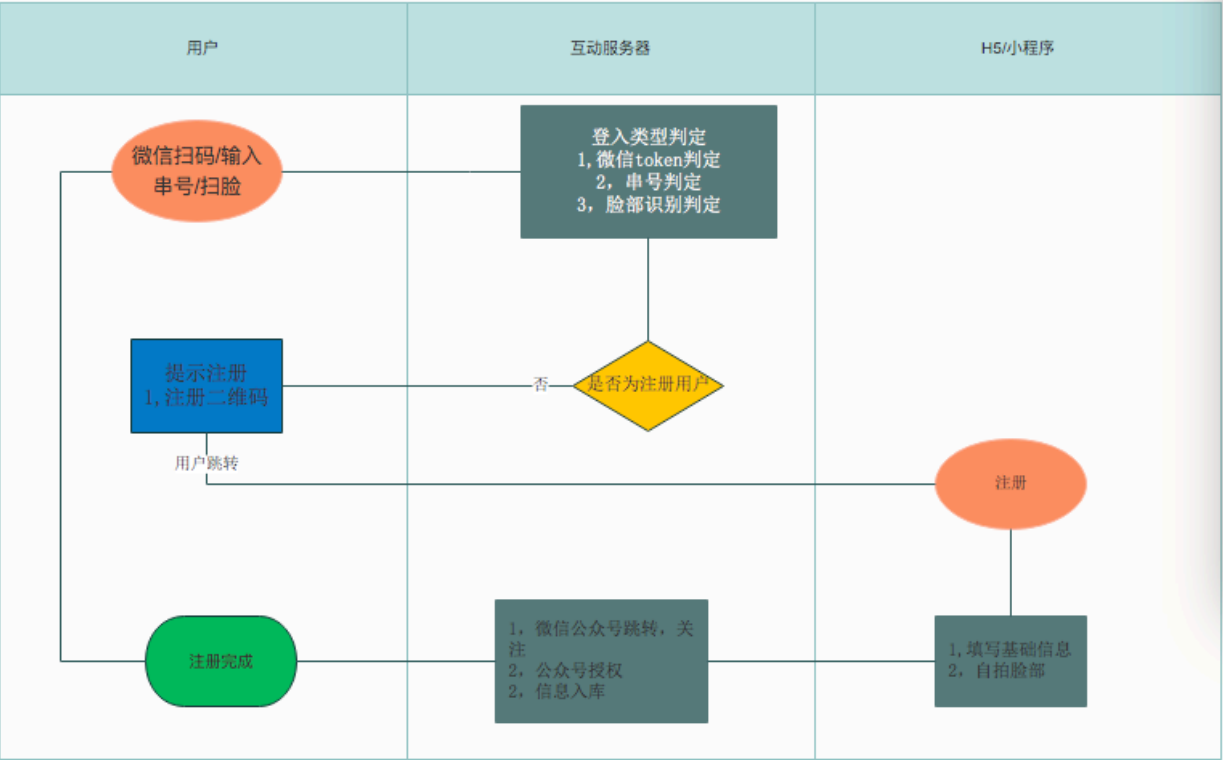 用户
互动服务器
H5/小程序
微信扫码/输入
串号/扫脸
登入类型判定
1,微信token判定
2，串号判定
3，脸部识别判定
提示注册
1,注册二维码
否
是否为注册用户
用户跳转
注册
注册完成
1，微信公众号跳转，关
注
2，公众号授权
2，信息入库
1,填写基础信息
2，自拍脸部